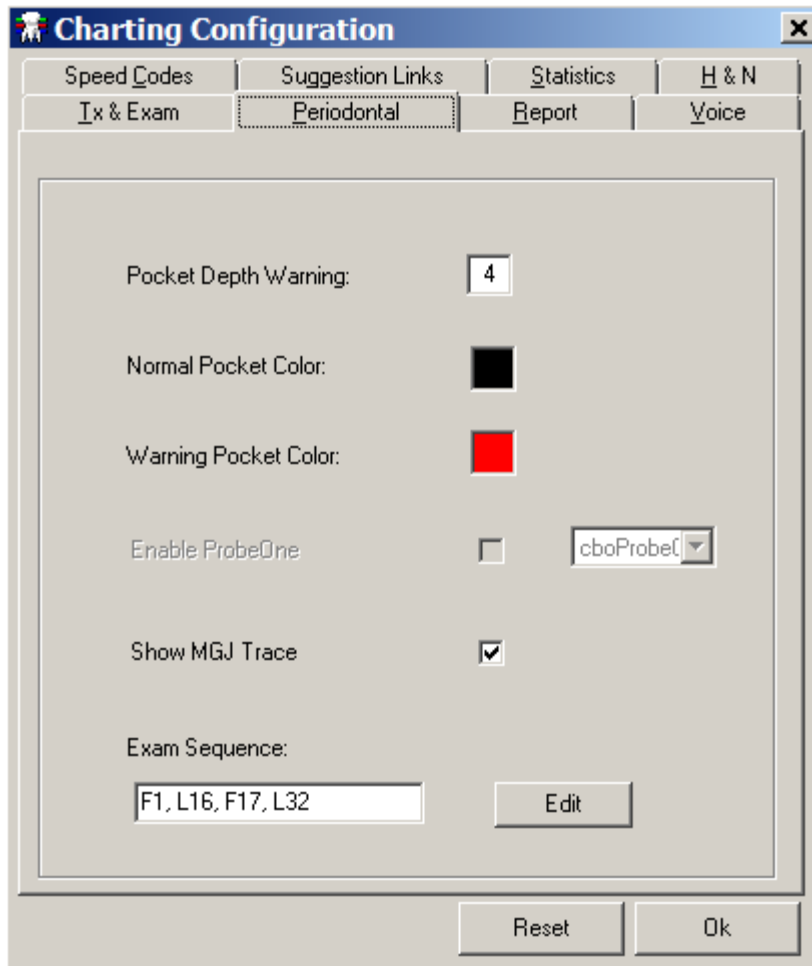 Charting Configuration
Speed Codes Suggestion Links Statistics H & N
Tx & Exam Periodontal Report Voice
Pocket Depth Warning: 4
Normal Pocket Color:
Warning Pocket Color:
Enable ProbeOne cboProbe
Show MGJ Trace
Exam Sequence:
F1, L16, F17, L32 Edit
Reset Ok